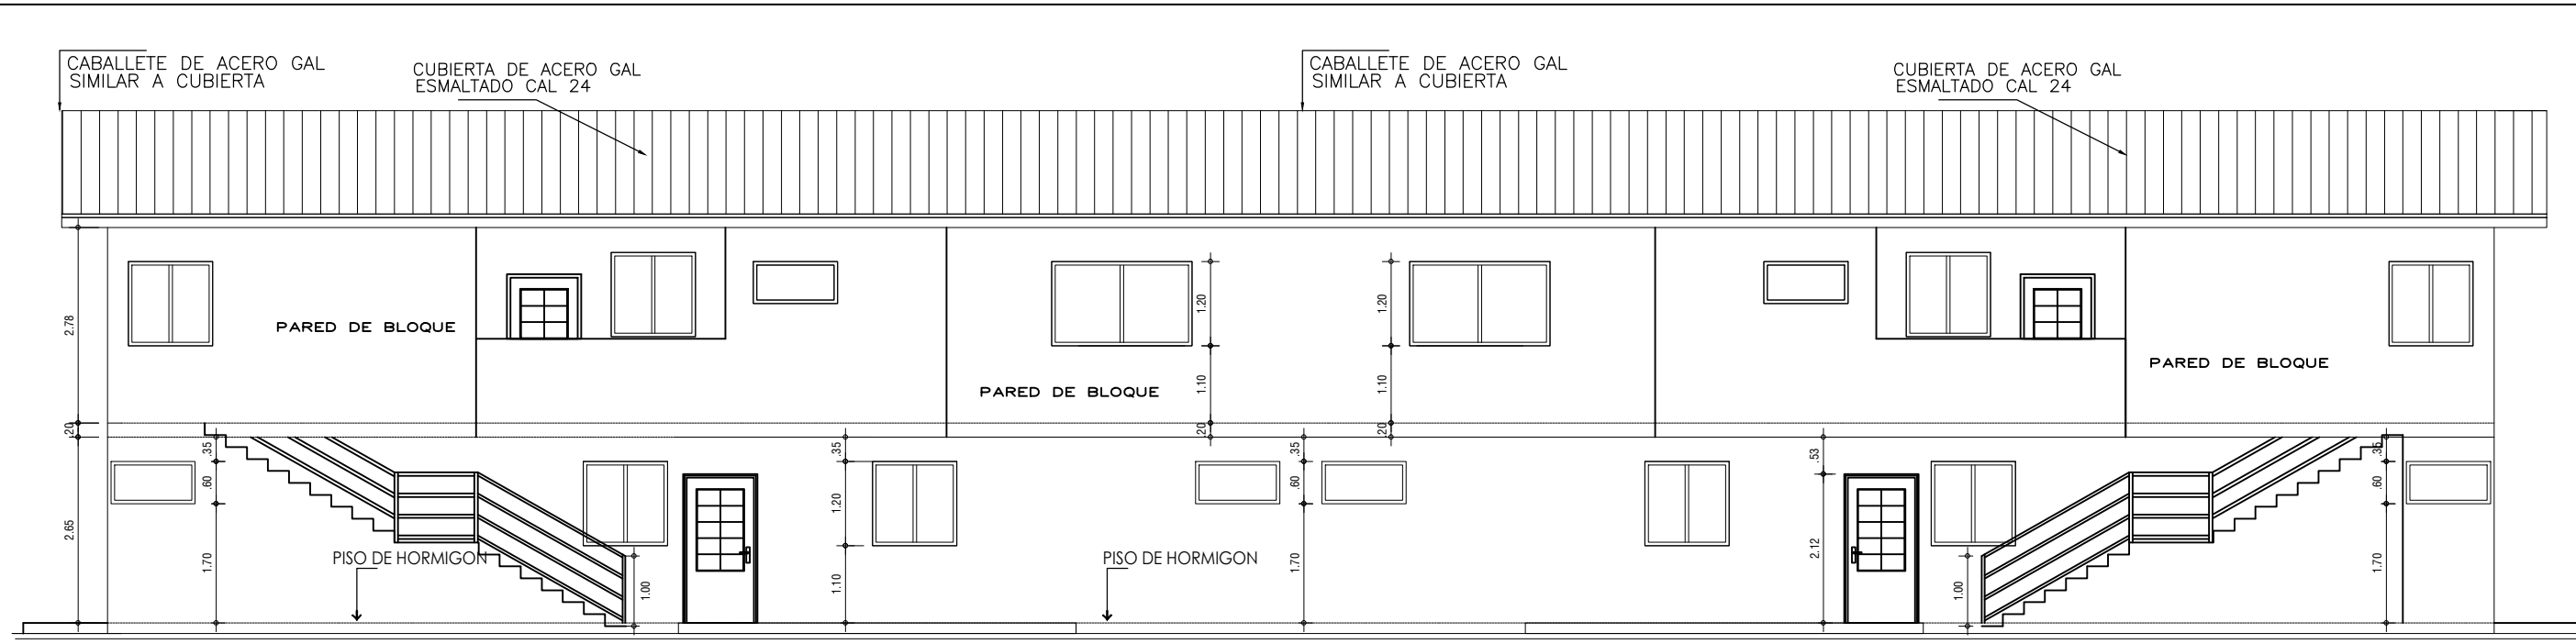 CABALLETE DE ACERO GAL
SIMILAR A CUBIERTA
CUBIERTA DE ACERO GAL
ESMALTADO CAL 24
CABALLETE DE ACERO GAL
SIMILAR A CUBIERTA
CUBIERTA DE ACERO GAL
ESMALTADO CAL 24
2.78
PARED DE BLOQUE
1.20
1.20
PARED DE BLOQUE
1.10
1.10
PARED DE BLOQUE
.20
.20
.20
.35
.35
.35
.53
.35
.60
1.20
.60
.60
2.65
1.70
PISO DE HORMIGON
1.00
1.10
PISO DE HORMIGON
1.70
2.12
1.00
1.70